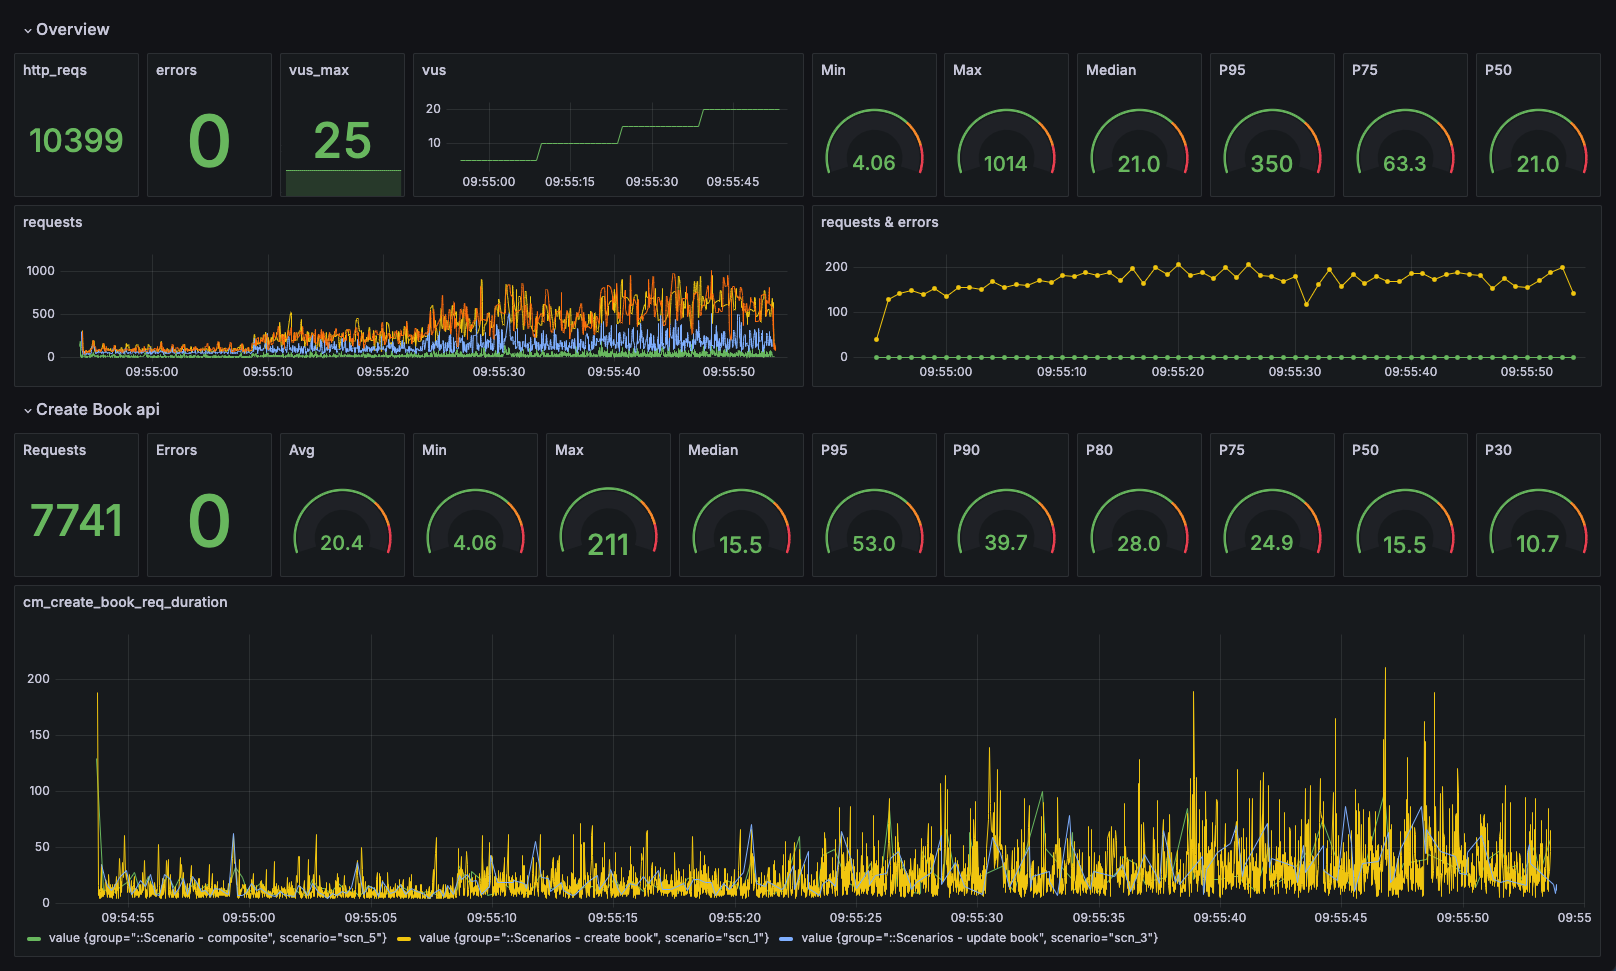 Overview
http_reqs
10399
errors
0
vus_max
25
vus
20
10
09:55:00 09:55:15 09:55:30 09:55:45
Min
4.06
Max
1014
Median
21.0
P95
350
P75
63.3
P50
21.0
requests
1000
500
0
09:55:00 09:55:10 09:55:20 09:55:30 09:55:40 09:55:50
requests & errors
200
100
0
09:55:00 09:55:10 09:55:20 09:55:30 09:55:40 09:55:50
Create Book api
Requests
7741
Errors
0
Avg
20.4
Min
4.06
Max
211
Median
15.5
P95
53.0
P90
39.7
P80
28.0
P75
24.9
P50
15.5
P30
10.7
cm_create_book_req_duration
200
150
100
50
0
09:54:55 09:55:00 09:55:05 09:55:10 09:55:15 09:55:20 09:55:25 09:55:30 09:55:35 09:55:40 09:55:45 09:55:50 09:55
value {group="::Scenario - composite", scenario="scn_5"} value {group="::Scenarios - create book", scenario="scn_1"} value {group="::Scenarios - update book", scenario="scn_3"}